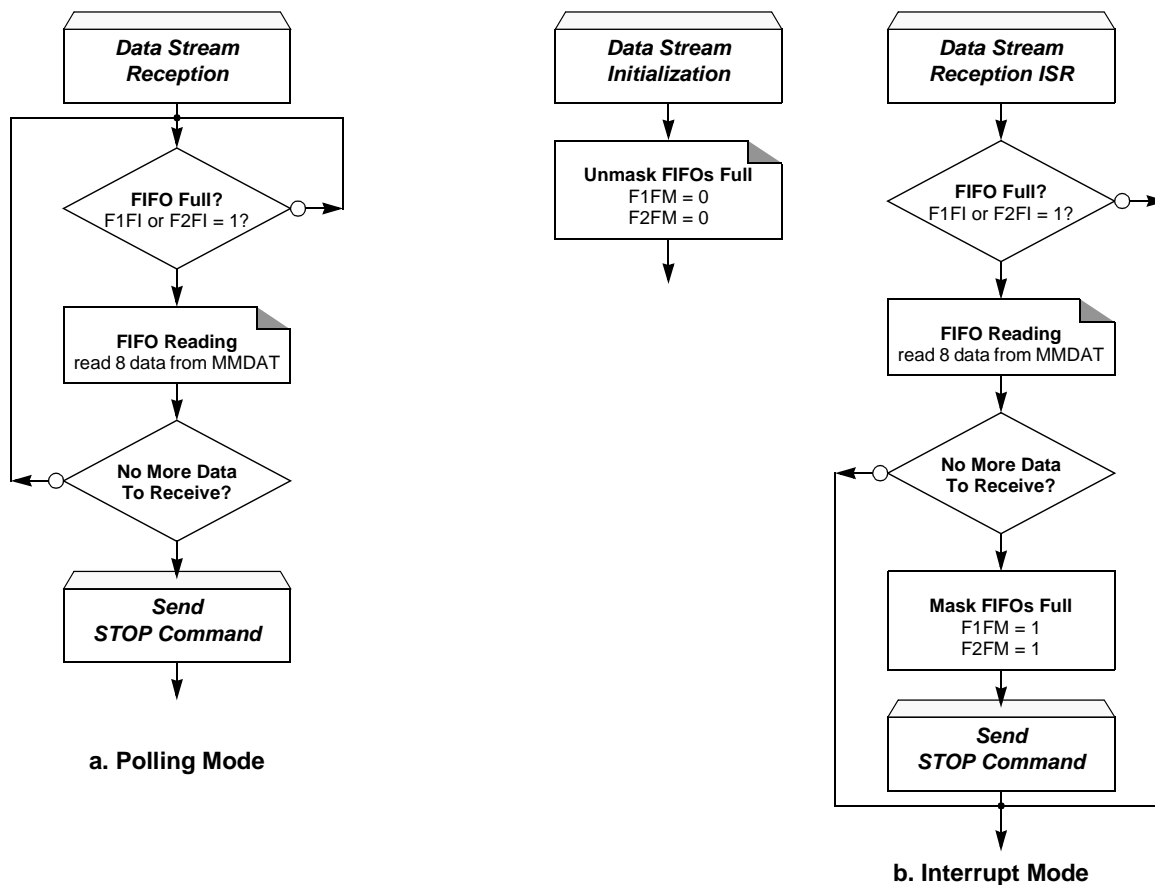 Data Stream
Reception
FIFO Full?
F1FI or F2FI = 1?
FIFO Reading
read 8 data from MMDAT
No More Data
To Receive?
Send
STOP Command
a. Polling Mode
Data Stream
Initialization
Unmask FIFOs Full
F1FM = 0
F2FM = 0
Data Stream
Reception ISR
FIFO Full?
F1FI or F2FI = 1?
FIFO Reading
read 8 data from MMDAT
No More Data
To Receive?
Mask FIFOs Full
F1FM = 1
F2FM = 1
Send
STOP Command
b. Interrupt Mode